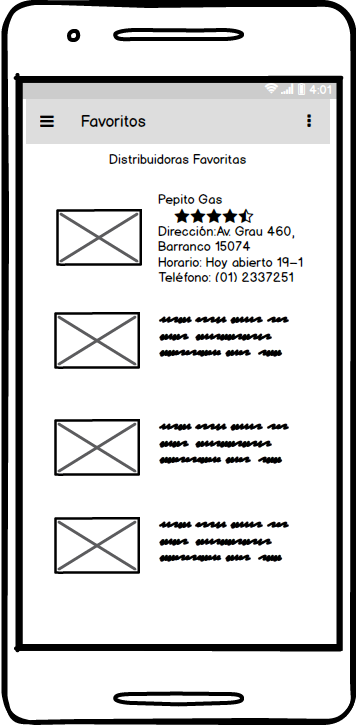 4:01
Favoritos
Distribuidoras Favoritas
Pepito Gas
Dirección:Av. Grau 460,
Barranco 15074
Horario: Hoy abierto 19-1
Teléfono: (01) 2337251